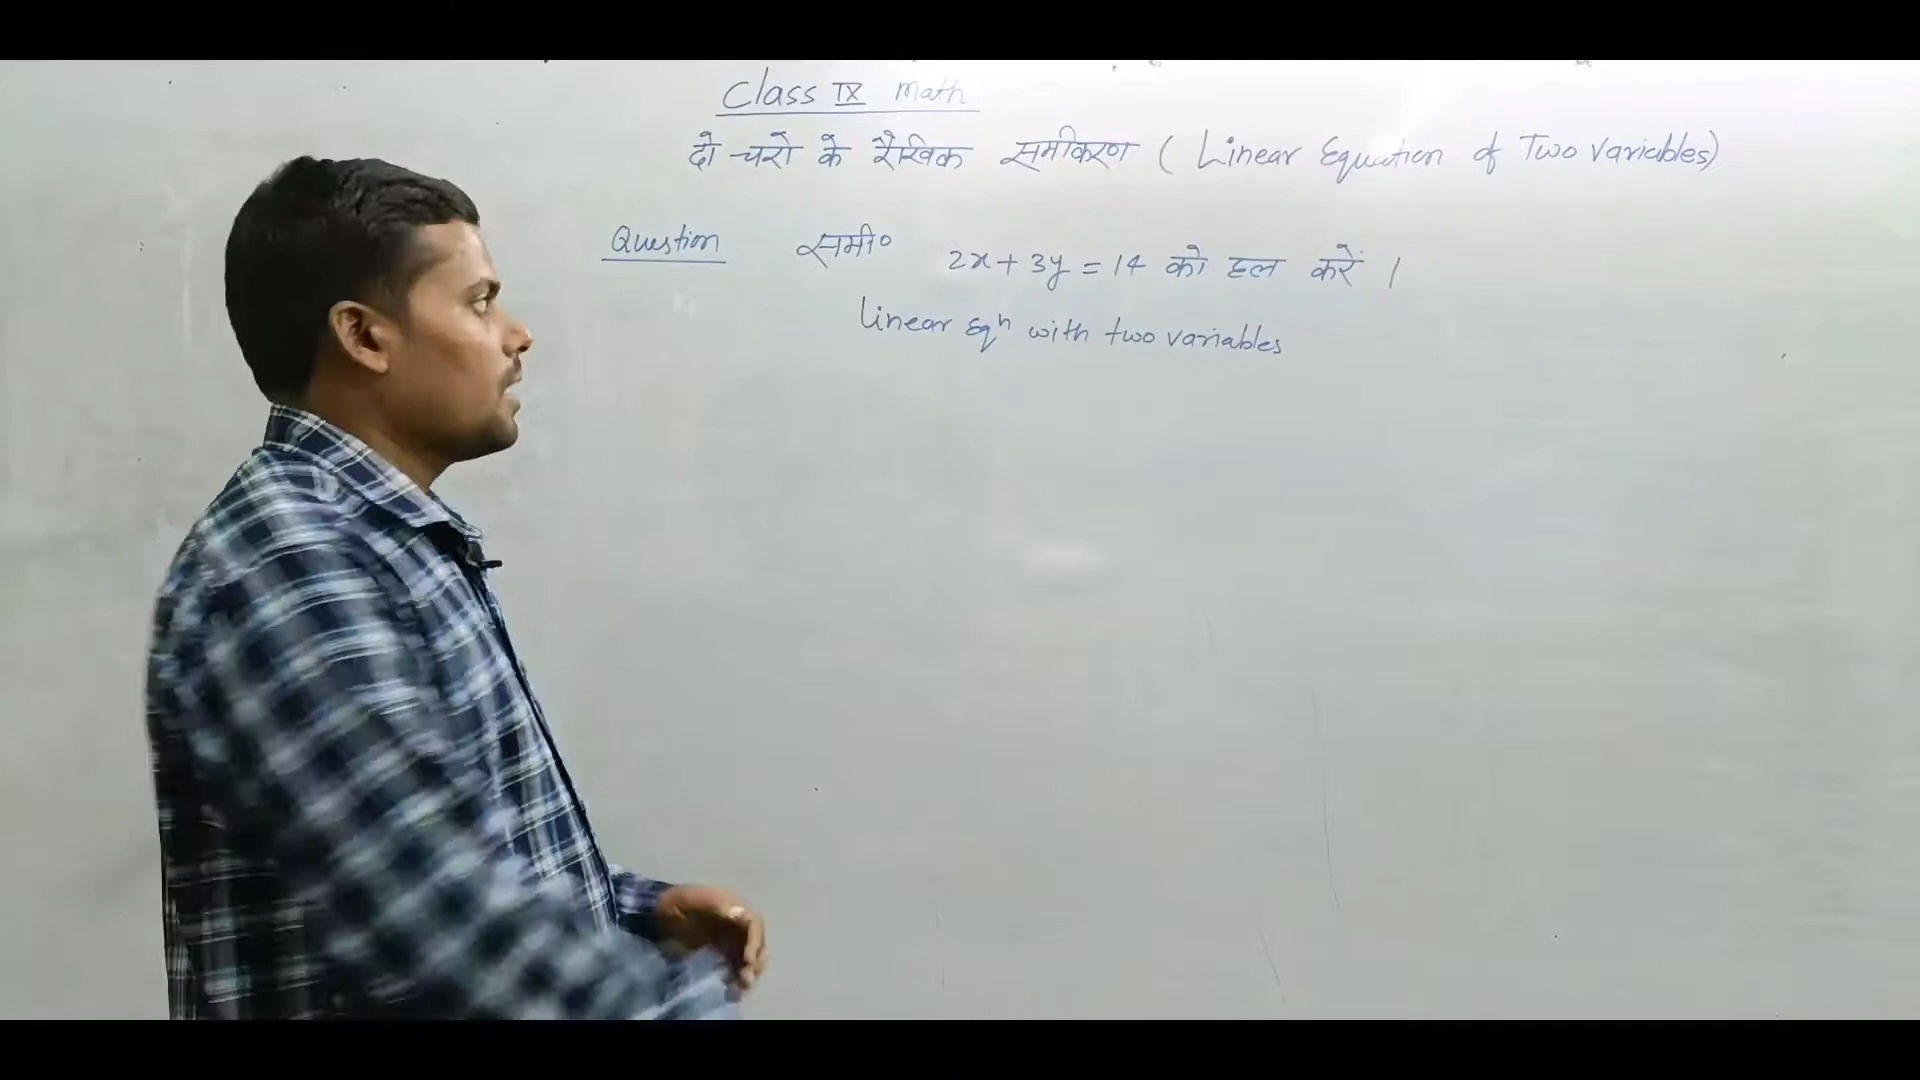 Class IX Math
दो चरो के रैखिक समीकरण ( Linear Equation of Two Variables)
Question समी० 2x + 3y = 14 को हल करें ।
Linear Eqⁿ with two variables